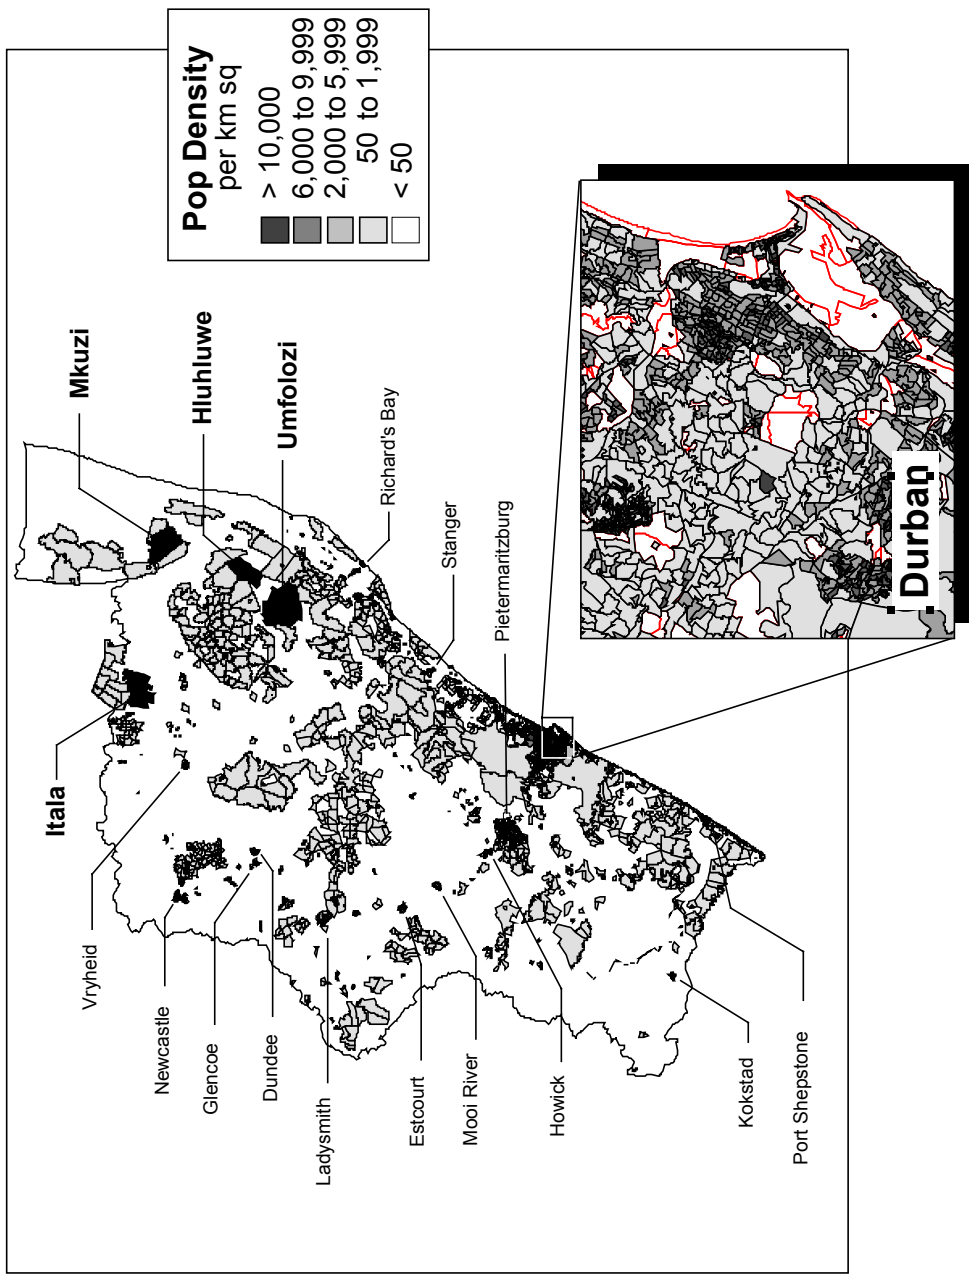 Pop Density
per km sq
> 10,000
6,000 to 9,999
2,000 to 5,999
50 to 1,999
< 50
Mkuzi
Hluhluwe
Umfolozi
Richard's Bay
Stanger
Pietermaritzburg
Itala
Vryheid
Newcastle
Glencoe
Dundee
Ladysmith
Estcourt
Mooi River
Howick
Kokstad
Port Shepstone
Durban